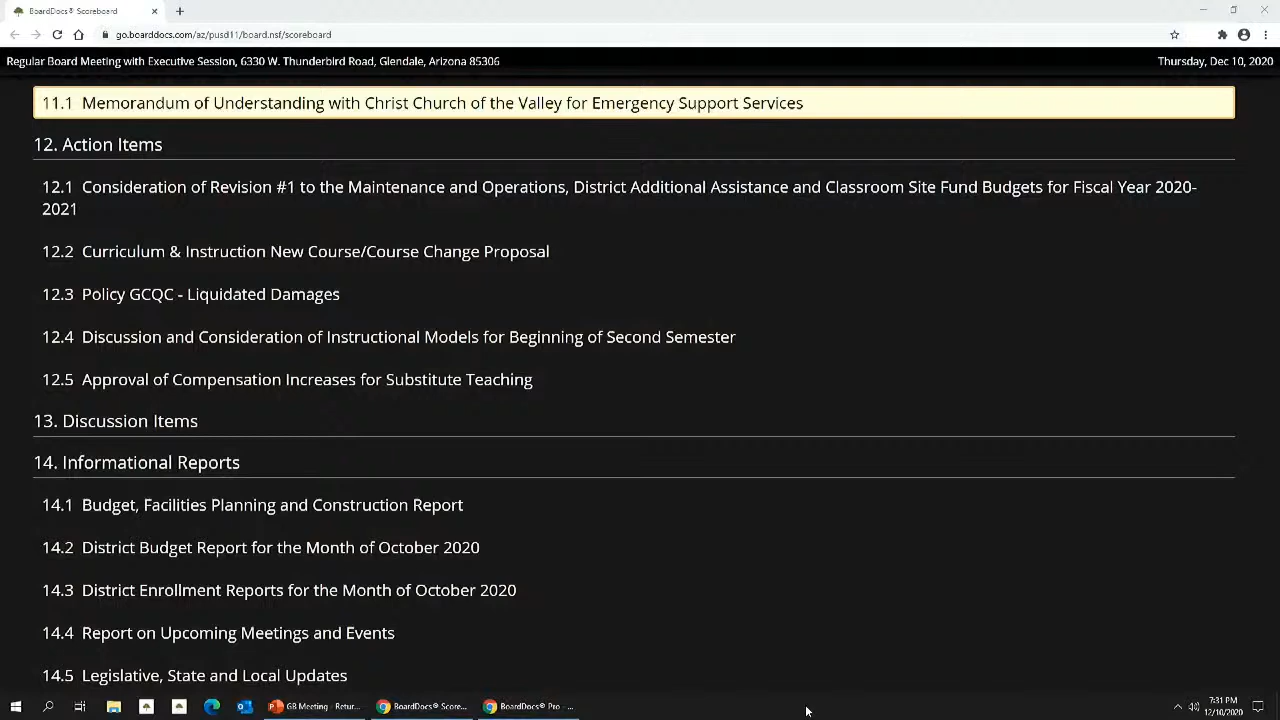 BoardDocs® Scoreboard
go.boarddocs.com/az/pusd11/board.nsf/scoreboard
Regular Board Meeting with Executive Session, 6330 W. Thunderbird Road, Glendale, Arizona 85306
Thursday, Dec 10, 2020
11.1 Memorandum of Understanding with Christ Church of the Valley for Emergency Support Services
12. Action Items
12.1 Consideration of Revision #1 to the Maintenance and Operations, District Additional Assistance and Classroom Site Fund Budgets for Fiscal Year 2020-
2021
12.2 Curriculum & Instruction New Course/Course Change Proposal
12.3 Policy GCQC - Liquidated Damages
12.4 Discussion and Consideration of Instructional Models for Beginning of Second Semester
12.5 Approval of Compensation Increases for Substitute Teaching
13. Discussion Items
14. Informational Reports
14.1 Budget, Facilities Planning and Construction Report
14.2 District Budget Report for the Month of October 2020
14.3 District Enrollment Reports for the Month of October 2020
14.4 Report on Upcoming Meetings and Events
14.5 Legislative, State and Local Updates
GB Meeting - Retur...
BoardDocs® Score...
BoardDocs® Pro - ...
7:31 PM
12/10/2020